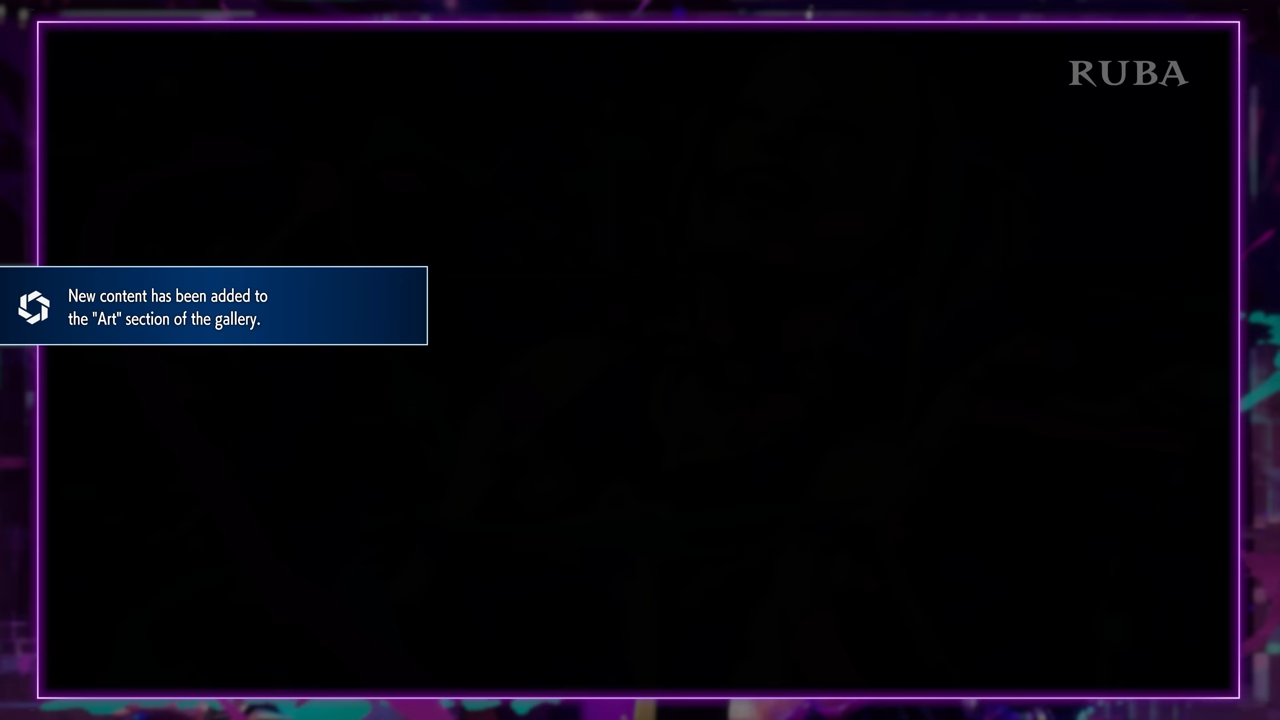 RUBA
New content has been added to
the "Art" section of the gallery.